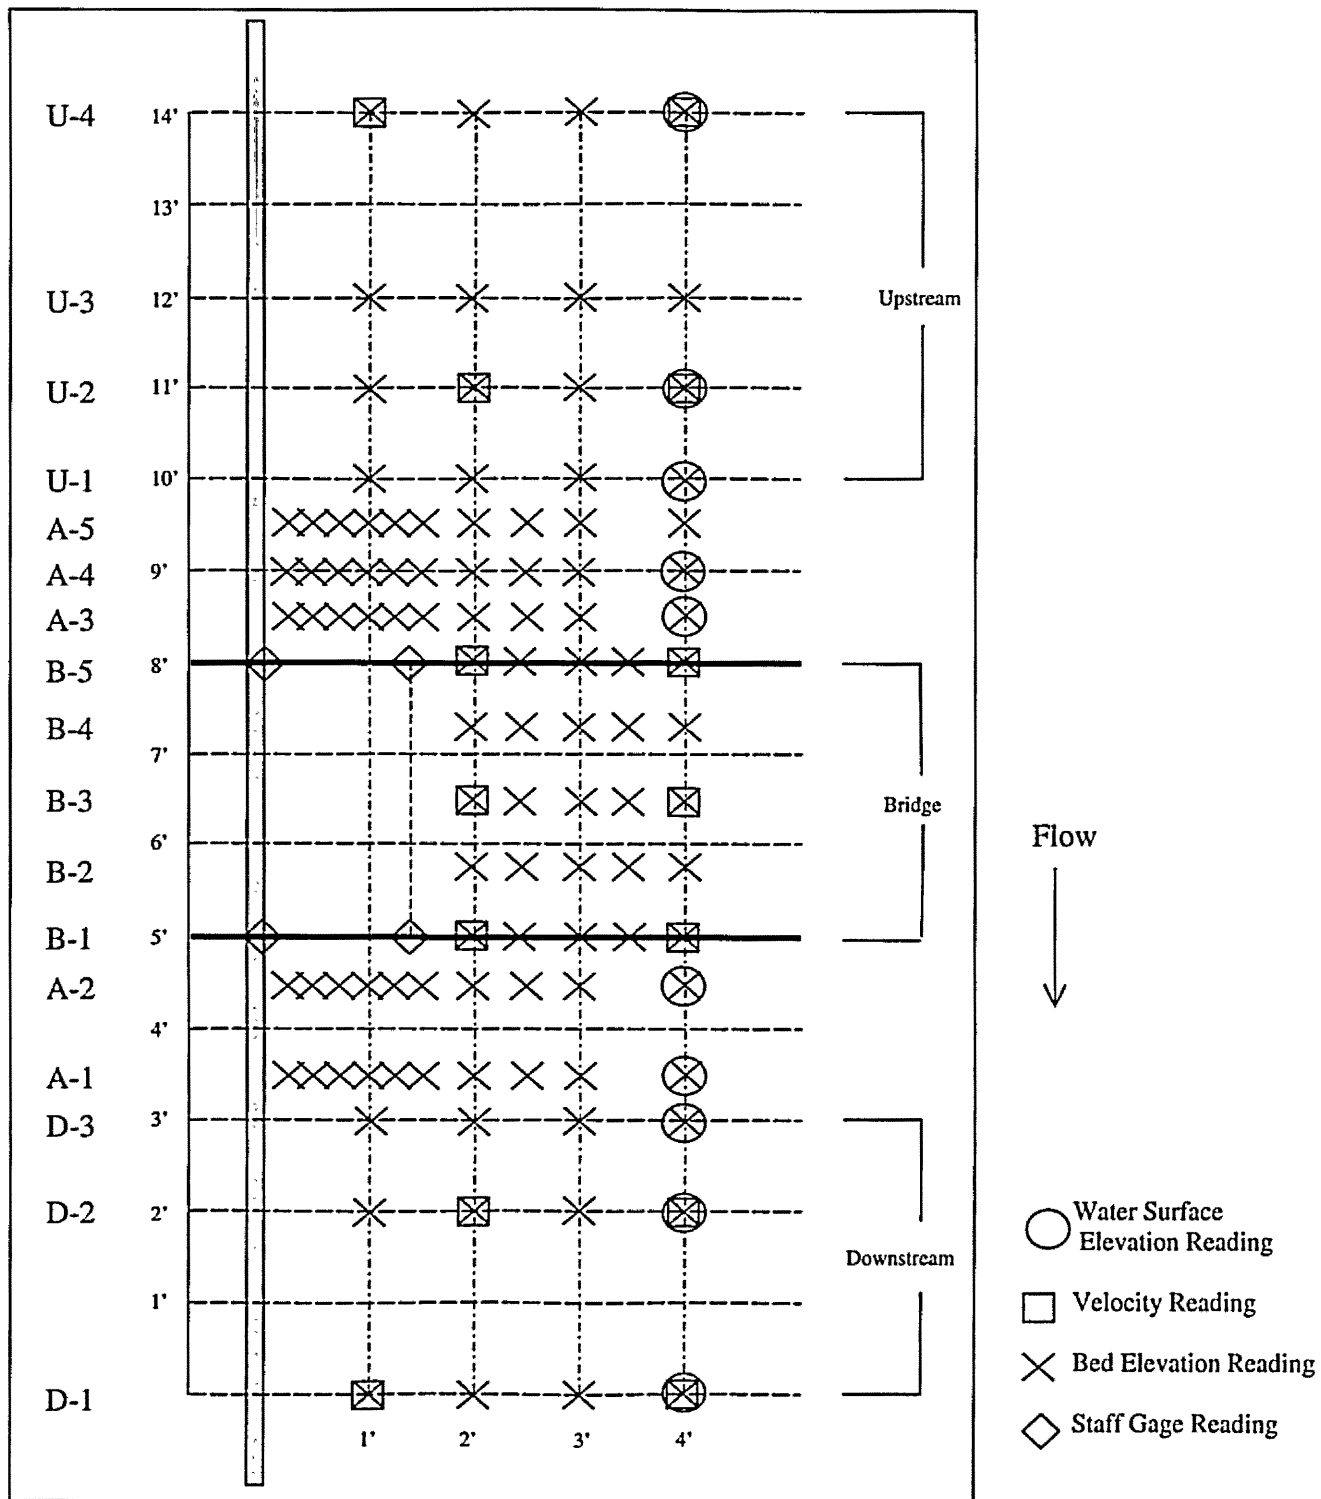 U-4 14'
13'
U-3 12'
Upstream
U-2 11'
U-1 10'
A-5
A-4 9'
A-3
B-5 8'
B-4
7'
B-3
Bridge
6'
Flow
B-2
B-1 5'
A-2
4'
A-1
D-3 3'
D-2 2'
Water Surface
Elevation Reading
Downstream
1'
Velocity Reading
Bed Elevation Reading
D-1
Staff Gage Reading
1' 2' 3' 4'